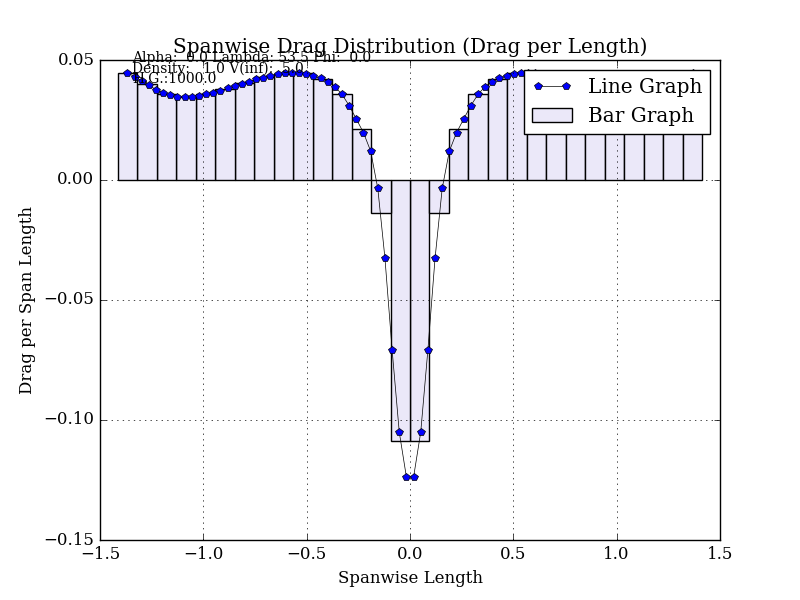 Spanwise Drag Distribution (Drag per Length)
Alpha: 0.0 Lambda: 53.5 Phi: 0.0
Density: 1.0 V(inf): 5.0
0.05
0.00
−0.05
−0.10
−0.15
Drag per Span Length
Line Graph
Bar Graph
−1.5 −1.0 −0.5 0.0 0.5 1.0 1.5
Spanwise Length